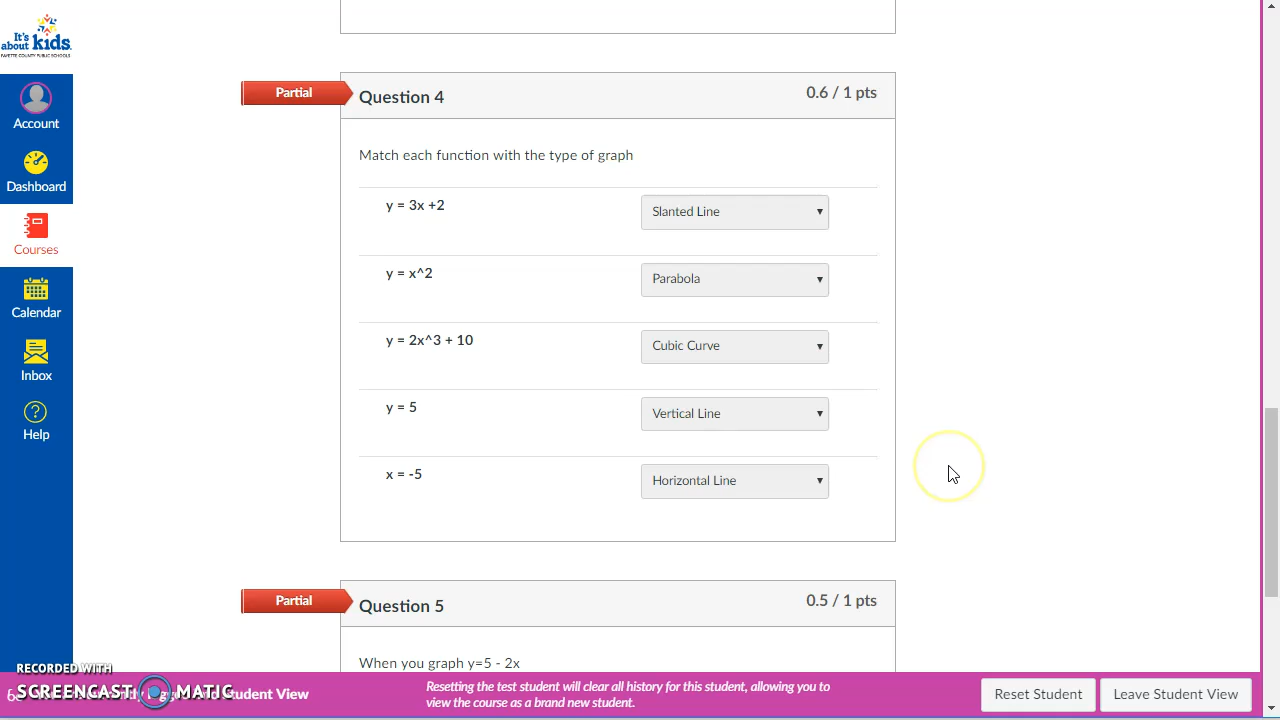 It's
about kids.
FAYETTE COUNTY PUBLIC SCHOOLS
Account
Dashboard
Courses
Calendar
Inbox
Help
Partial
Question 4
0.6 / 1 pts
Match each function with the type of graph
y = 3x +2
Slanted Line
y = x^2
Parabola
y = 2x^3 + 10
Cubic Curve
y = 5
Vertical Line
x = -5
Horizontal Line
Partial
Question 5
0.5 / 1 pts
When you graph y=5 - 2x
RECORDED WITH
SCREENCAST MATIC
Student View
Resetting the test student will clear all history for this student, allowing you to
view the course as a brand new student.
Reset Student
Leave Student View